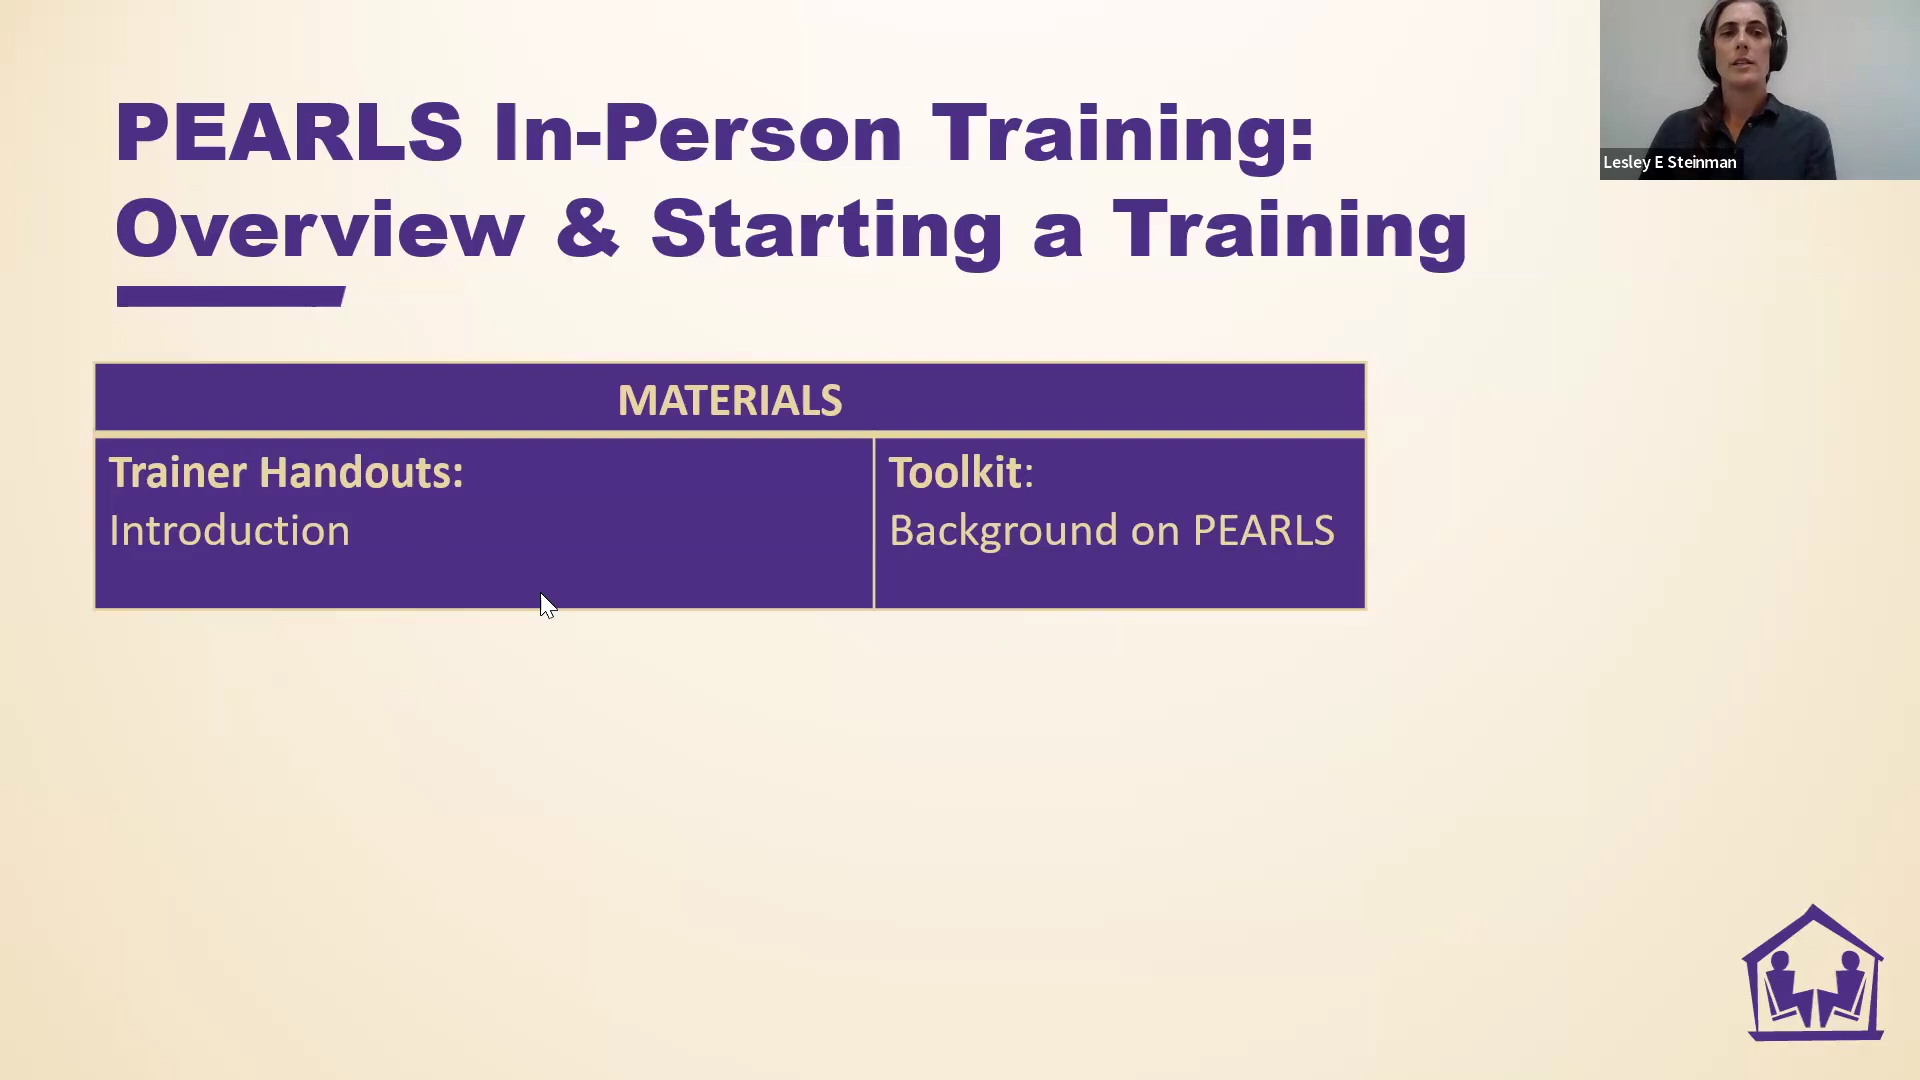 PEARLS In-Person Training:
Overview & Starting a Training
Lesley E Steinman
MATERIALS
Trainer Handouts:
Introduction
Toolkit:
Background on PEARLS